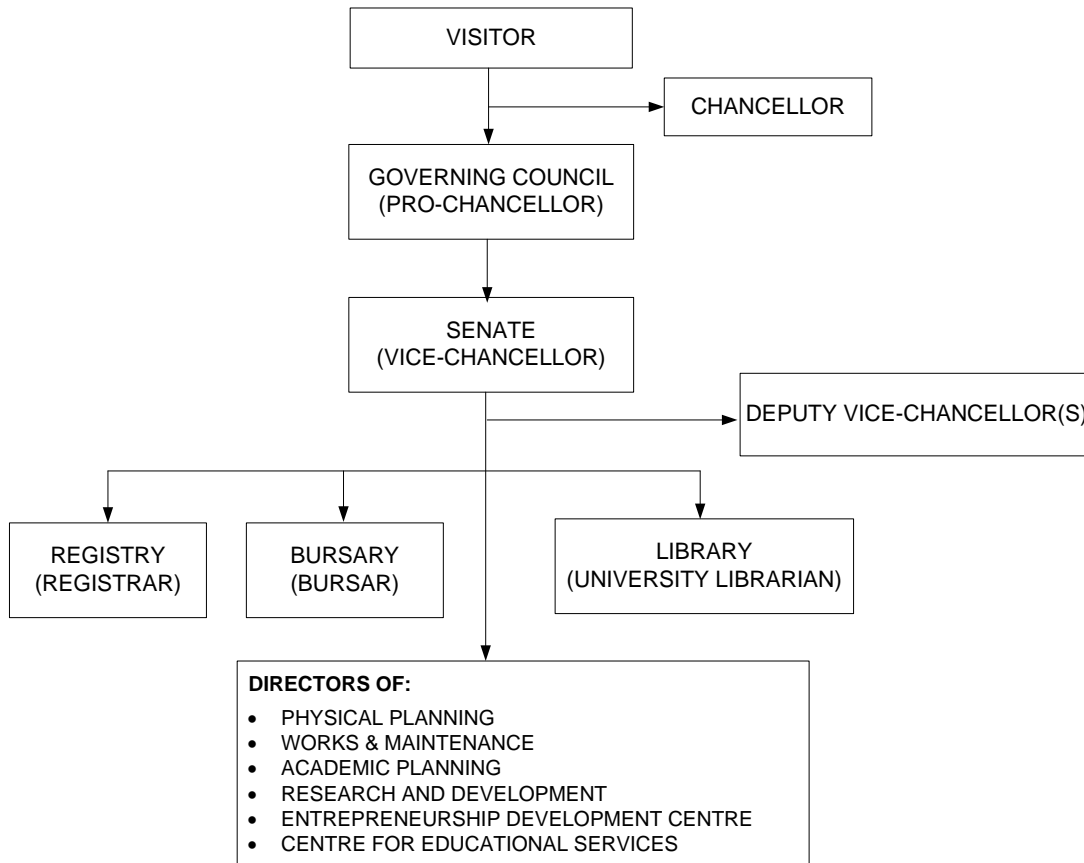 VISITOR
CHANCELLOR
GOVERNING COUNCIL
(PRO-CHANCELLOR)
SENATE
(VICE-CHANCELLOR)
DEPUTY VICE-CHANCELLOR(S)
REGISTRY
(REGISTRAR)
BURSARY
(BURSAR)
LIBRARY
(UNIVERSITY LIBRARIAN)
DIRECTORS OF:
• PHYSICAL PLANNING
• WORKS & MAINTENANCE
• ACADEMIC PLANNING
• RESEARCH AND DEVELOPMENT
• ENTREPRENEURSHIP DEVELOPMENT CENTRE
• CENTRE FOR EDUCATIONAL SERVICES